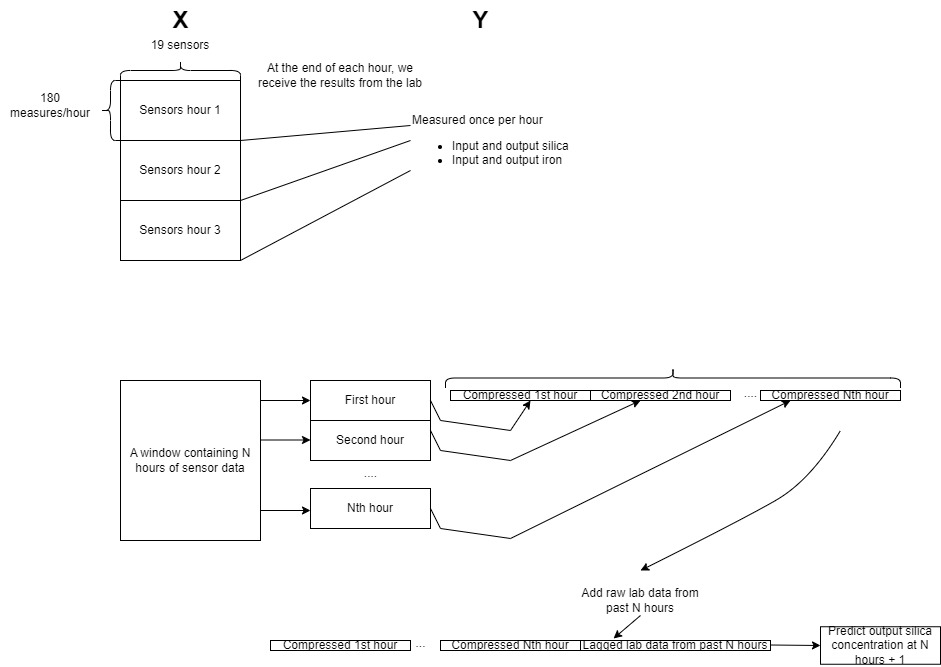 X
Y
19 sensors
At the end of each hour, we
receive the results from the lab
180
measures/hour
Sensors hour 1
Measured once per hour
Input and output silica
Input and output iron
Sensors hour 2
Sensors hour 3
Compressed 1st hour
Compressed 2nd hour
....
Compressed Nth hour
First hour
Second hour
A window containing N
hours of sensor data
....
Nth hour
Add raw lab data from
past N hours
Compressed 1st hour
...
Compressed Nth hour
Lagged lab data from past N hours
Predict output silica
concentration at N
hours + 1